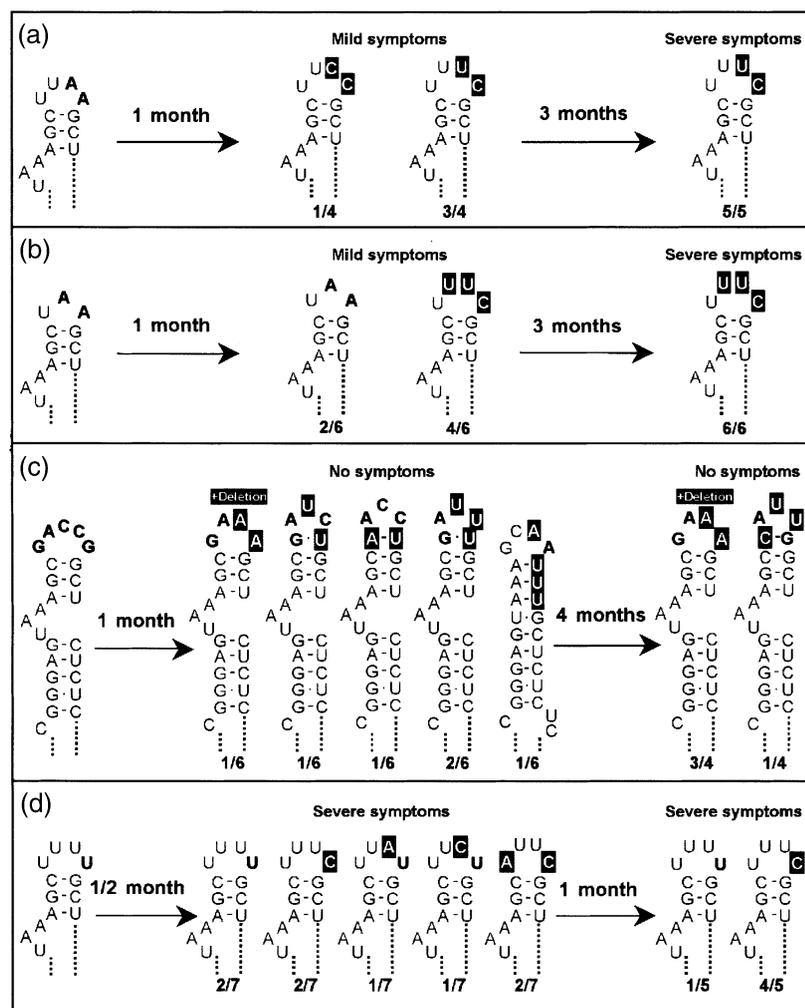 (a)
Mild symptoms
Severe symptoms
U U A A
C-G
G-C
A-U
A
A
U
1 month
U U C C
C-G
G-C
A-U
A
A
U
1/4
U U U C
C-G
G-C
A-U
A
A
U
3/4
3 months
U U U C
C-G
G-C
A-U
A
A
U
5/5
(b)
Mild symptoms
Severe symptoms
U A A
C-G
G-C
A-U
A
A
U
1 month
U A A
C-G
G-C
A-U
A
A
U
2/6
U U U C
C-G
G-C
A-U
A
A
U
4/6
3 months
U U U C
C-G
G-C
A-U
A
A
U
6/6
(c)
No symptoms
No symptoms
G A C C G
C-G
G-C
A-U
A
A
U
G-C
A-U
G-C
G·U
G-C
C
1 month
+Deletion
G A A A
C-G
G-C
A-U
A
A
U
G-C
A-U
G-C
G·U
G-C
C
1/6
A U C
G·U
C-G
G-C
A-U
A
A
U
G-C
A-U
G-C
G·U
G-C
C
1/6
A C C
A-U
C-G
G-C
A-U
A
A
U
G-C
A-U
G-C
G·U
G-C
C
1/6
A U U
G·U
C-G
G-C
A-U
A
A
U
G-C
A-U
G-C
G·U
G-C
C
2/6
G C A A
A-U
A-U
A-U
U·G
G-C
A-U
G-C
G·U
G-C
C
U C
1/6
4 months
+Deletion
G A A A
C-G
G-C
A-U
A
A
U
G-C
A-U
G-C
G·U
G-C
C
3/4
A U U
C-G
C-G
G-C
A-U
A
A
U
G-C
A-U
G-C
G·U
G-C
C
1/4
(d)
Severe symptoms
Severe symptoms
U U U U
C-G
G-C
A-U
A
A
U
1/2 month
U U U U
C-G
G-C
A-U
A
A
U
2/7
U U U C
C-G
G-C
A-U
A
A
U
2/7
U U A U
C-G
G-C
A-U
A
A
U
1/7
U U C U
C-G
G-C
A-U
A
A
U
1/7
A U U C
C-G
G-C
A-U
A
A
U
2/7
1 month
U U U U
C-G
G-C
A-U
A
A
U
1/5
U U U C
C-G
G-C
A-U
A
A
U
4/5